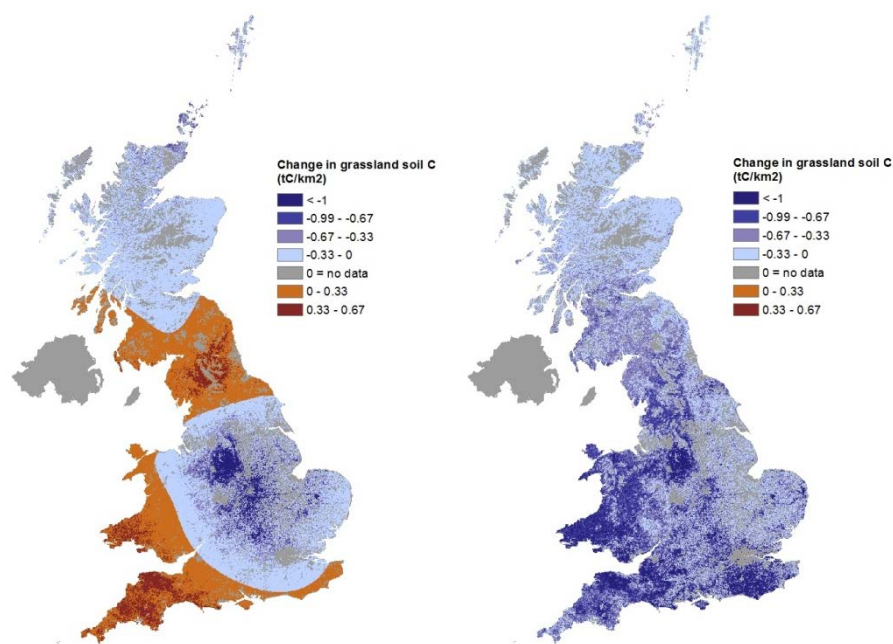 Change in grassland soil C
(tC/km2)
< -1
-0.99 - -0.67
-0.67 - -0.33
-0.33 - 0
0 = no data
0 - 0.33
0.33 - 0.67
Change in grassland soil C
(tC/km2)
< -1
-0.99 - -0.67
-0.67 - -0.33
-0.33 - 0
0 = no data
0 - 0.33
0.33 - 0.67